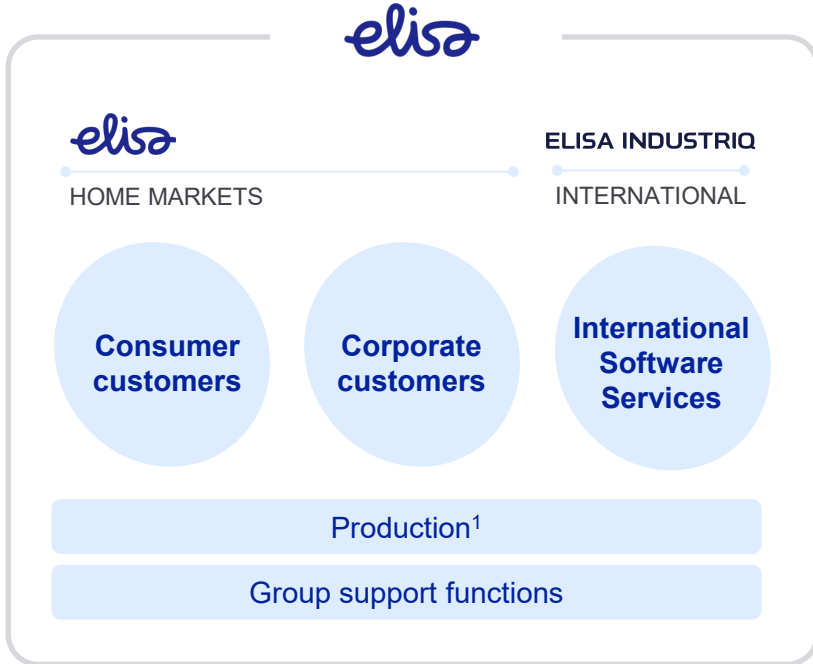 elisa
elisa
ELISA INDUSTRIQ
HOME MARKETS
INTERNATIONAL
Consumer
customers
Corporate
customers
International
Software
Services
Production¹
Group support functions